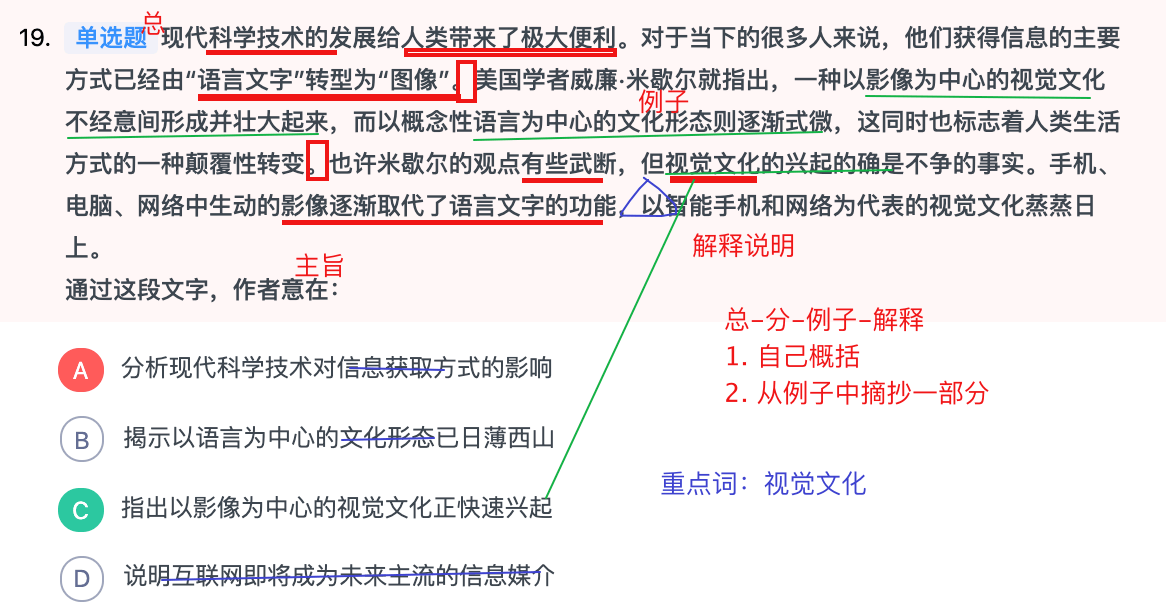 总
19. 单选题 现代科学技术的发展给人类带来了极大便利。对于当下的很多人来说，他们获得信息的主要
方式已经由“语言文字”转型为“图像”。美国学者威廉·米歇尔就指出，一种以影像为中心的视觉文化
例子
不经意间形成并壮大起来，而以概念性语言为中心的文化形态则逐渐式微，这同时也标志着人类生活
方式的一种颠覆性转变。也许米歇尔的观点有些武断，但视觉文化的兴起的确是不争的事实。手机、
电脑、网络中生动的影像逐渐取代了语言文字的功能，以智能手机和网络为代表的视觉文化蒸蒸日
上。
解释说明
主旨
通过这段文字，作者意在：
总-分-例子-解释
1. 自己概括
2. 从例子中摘抄一部分
A 分析现代科学技术对信息获取方式的影响
B 揭示以语言为中心的文化形态已日薄西山
重点词：视觉文化
C 指出以影像为中心的视觉文化正快速兴起
D 说明互联网即将成为未来主流的信息媒介